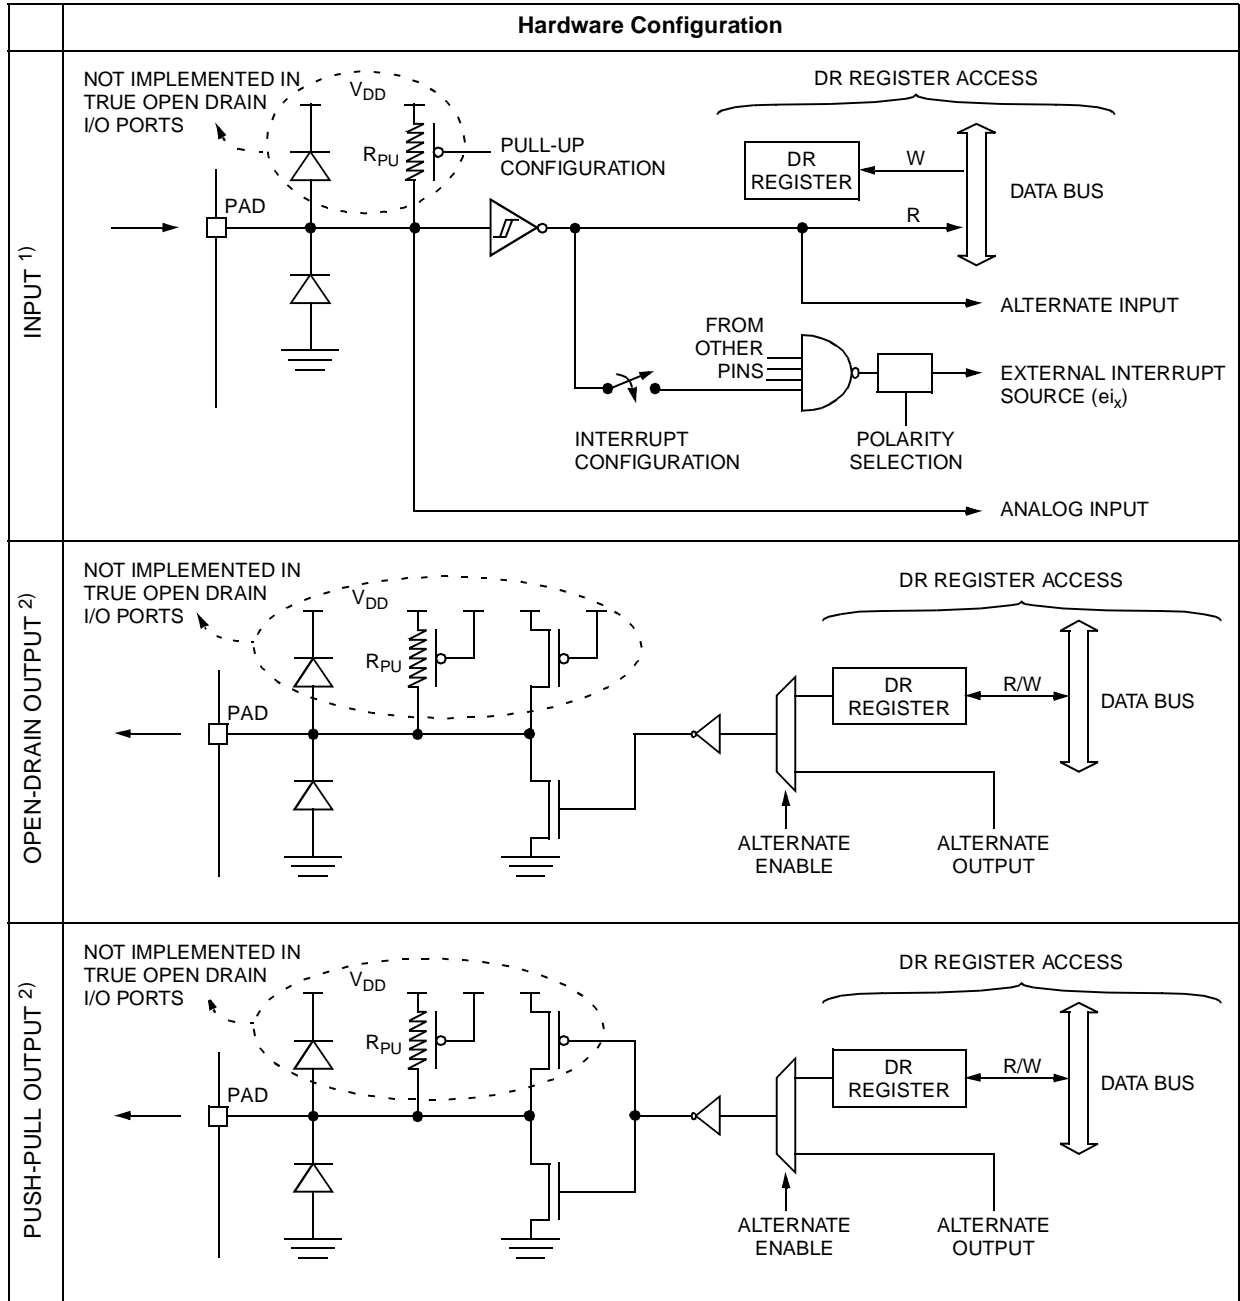 Hardware Configuration
INPUT 1)
NOT IMPLEMENTED IN
TRUE OPEN DRAIN
I/O PORTS
VDD
RPU
PULL-UP
CONFIGURATION
PAD
DR REGISTER ACCESS
DR
REGISTER
W
R
DATA BUS
ALTERNATE INPUT
FROM
OTHER
PINS
EXTERNAL INTERRUPT
SOURCE (eix)
INTERRUPT
CONFIGURATION
POLARITY
SELECTION
ANALOG INPUT
OPEN-DRAIN OUTPUT 2)
NOT IMPLEMENTED IN
TRUE OPEN DRAIN
I/O PORTS
VDD
RPU
PAD
DR REGISTER ACCESS
DR
REGISTER
R/W
DATA BUS
ALTERNATE
ENABLE
ALTERNATE
OUTPUT
PUSH-PULL OUTPUT 2)
NOT IMPLEMENTED IN
TRUE OPEN DRAIN
I/O PORTS
VDD
RPU
PAD
DR REGISTER ACCESS
DR
REGISTER
R/W
DATA BUS
ALTERNATE
ENABLE
ALTERNATE
OUTPUT